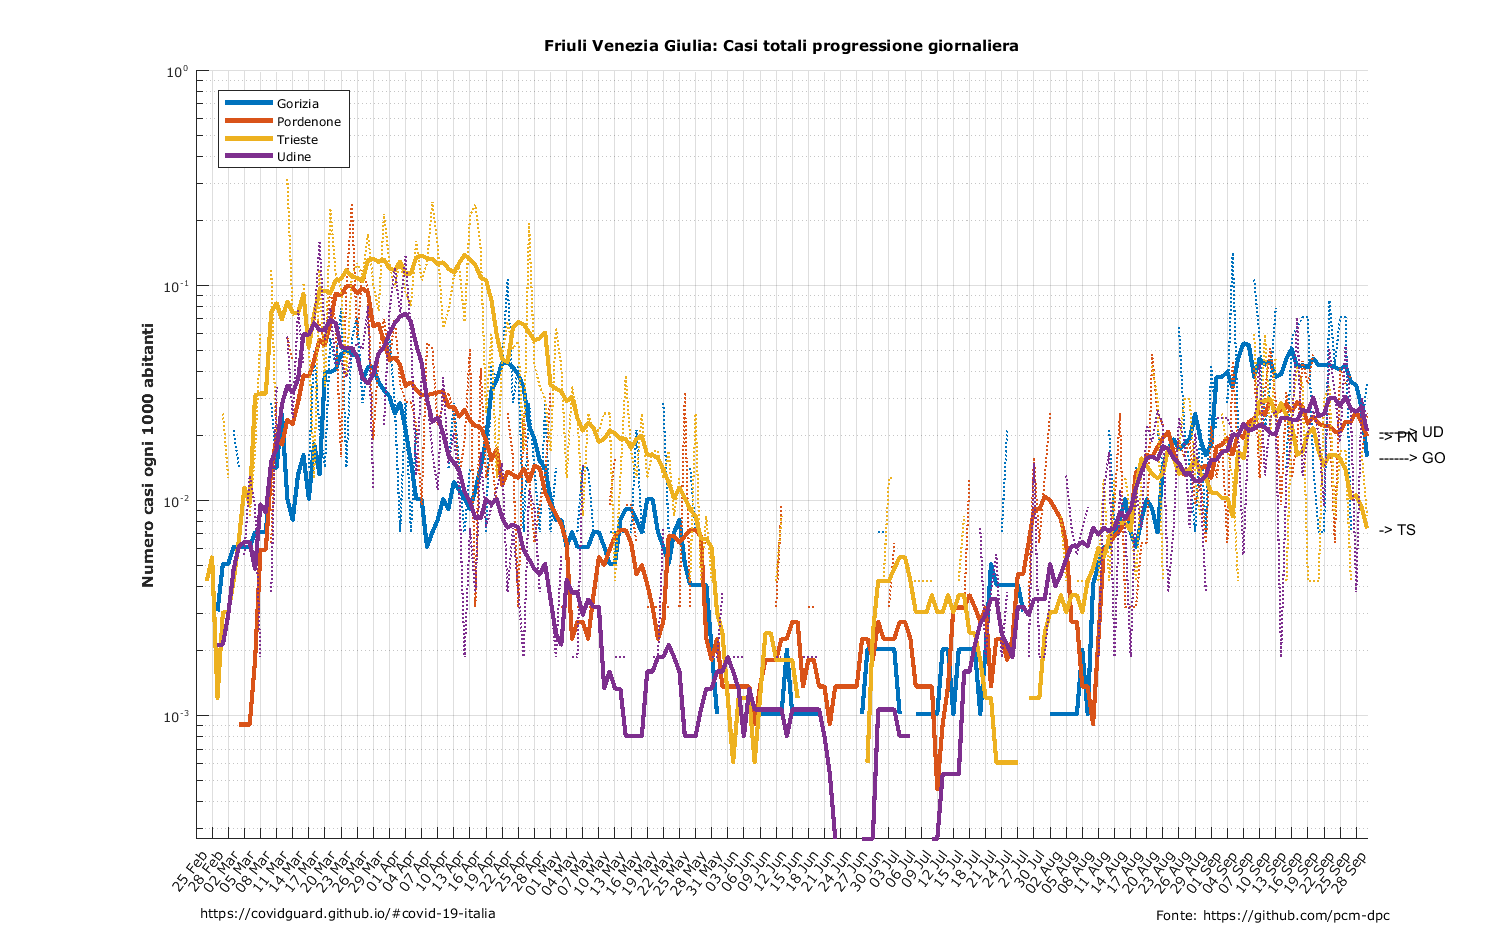 Friuli Venezia Giulia: Casi totali progressione giornaliera
Numero casi ogni 1000 abitanti
10^0
10^-1
10^-2
10^-3
Gorizia
Pordenone
Trieste
Udine
------> UD
-> PN
------> GO
-> TS
25 Feb
28 Feb
02 Mar
05 Mar
08 Mar
11 Mar
14 Mar
17 Mar
20 Mar
23 Mar
26 Mar
29 Mar
01 Apr
04 Apr
07 Apr
10 Apr
13 Apr
16 Apr
19 Apr
22 Apr
25 Apr
28 Apr
01 May
04 May
07 May
10 May
13 May
16 May
19 May
22 May
25 May
28 May
31 May
03 Jun
06 Jun
09 Jun
12 Jun
15 Jun
18 Jun
21 Jun
24 Jun
27 Jun
30 Jun
03 Jul
06 Jul
09 Jul
12 Jul
15 Jul
18 Jul
21 Jul
24 Jul
27 Jul
30 Jul
02 Aug
05 Aug
08 Aug
11 Aug
14 Aug
17 Aug
20 Aug
23 Aug
26 Aug
29 Aug
01 Sep
04 Sep
07 Sep
10 Sep
13 Sep
16 Sep
19 Sep
22 Sep
25 Sep
28 Sep
https://covidguard.github.io/#covid-19-italia
Fonte: https://github.com/pcm-dpc